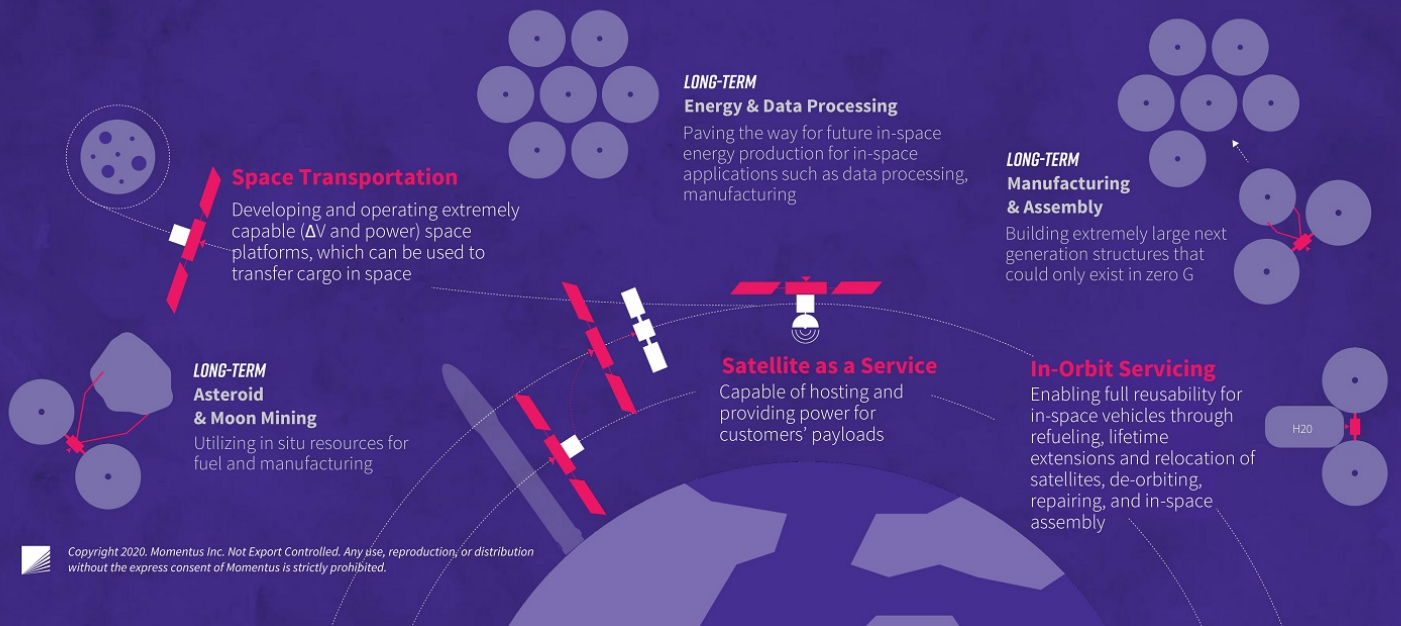 LONG-TERM
Energy & Data Processing
Paving the way for future in-space
energy production for in-space
applications such as data processing,
manufacturing
LONG-TERM
Manufacturing
& Assembly
Building extremely large next
generation structures that
could only exist in zero G
Space Transportation
Developing and operating extremely
capable (ΔV and power) space
platforms, which can be used to
transfer cargo in space
LONG-TERM
Asteroid
& Moon Mining
Utilizing in situ resources for
fuel and manufacturing
Satellite as a Service
Capable of hosting and
providing power for
customers’ payloads
In-Orbit Servicing
Enabling full reusability for
in-space vehicles through
refueling, lifetime
extensions and relocation of
satellites, de-orbiting,
repairing, and in-space
assembly
H20
Copyright 2020. Momentus Inc. Not Export Controlled. Any use, reproduction, or distribution
without the express consent of Momentus is strictly prohibited.